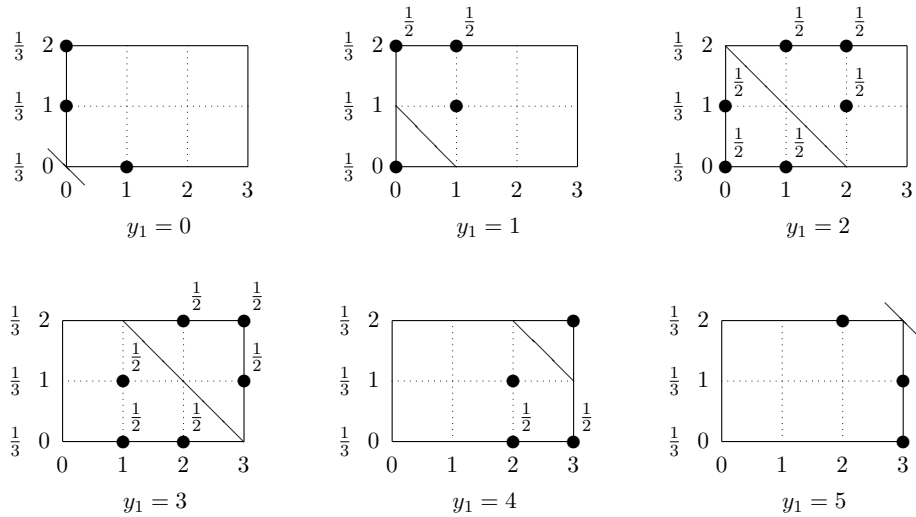 1/2 1/2 1/2 1/2
1/3 2 1/3 2 1/3 2
1/2 1/2
1/3 1 1/3 1 1/3 1
1/2 1/2
1/3 0 1/3 0 1/3 0
0 1 2 3 0 1 2 3 0 1 2 3
y₁ = 0 y₁ = 1 y₁ = 2
1/2 1/2
1/3 2 1/3 2 1/3 2
1/2 1/2
1/3 1 1/3 1 1/3 1
1/2 1/2 1/2
1/3 0 1/3 0 1/3 0
0 1 2 3 0 1 2 3 0 1 2 3
y₁ = 3 y₁ = 4 y₁ = 5